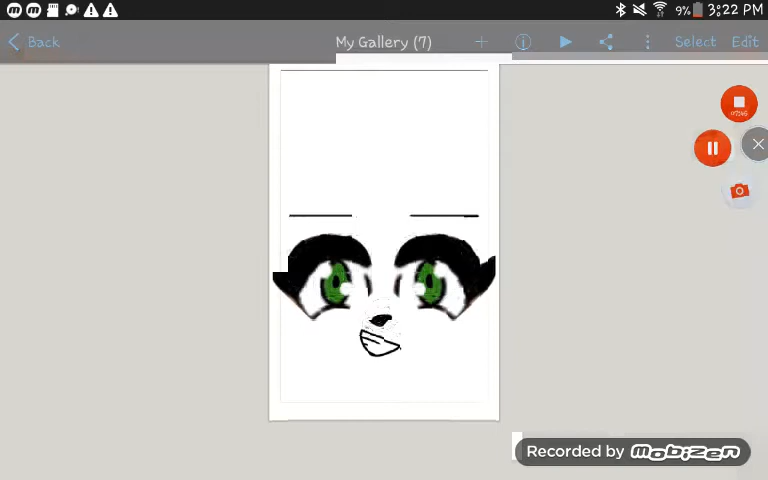 9% 3:22 PM
Back
My Gallery (7)
Select
Edit
Recorded by mobizen